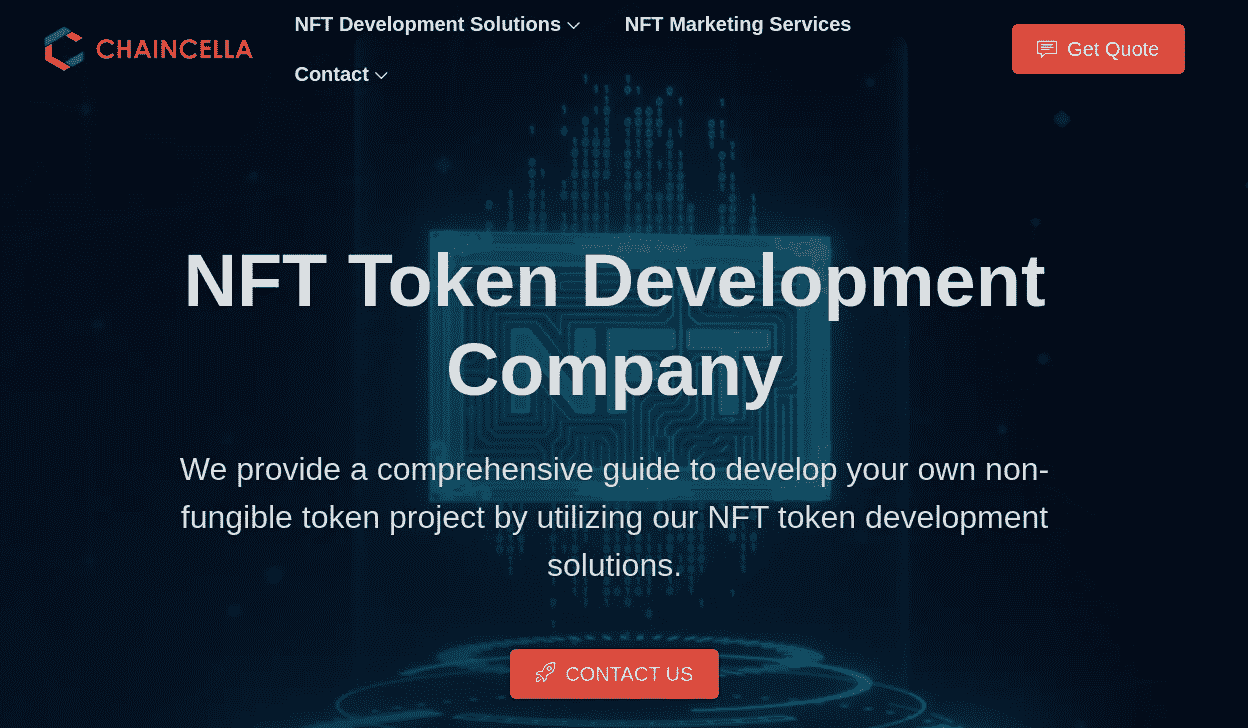 CHAINCELLA
NFT Development Solutions
NFT Marketing Services
Contact
Get Quote
NFT
NFT Token Development
Company
We provide a comprehensive guide to develop your own non-
fungible token project by utilizing our NFT token development
solutions.
CONTACT US